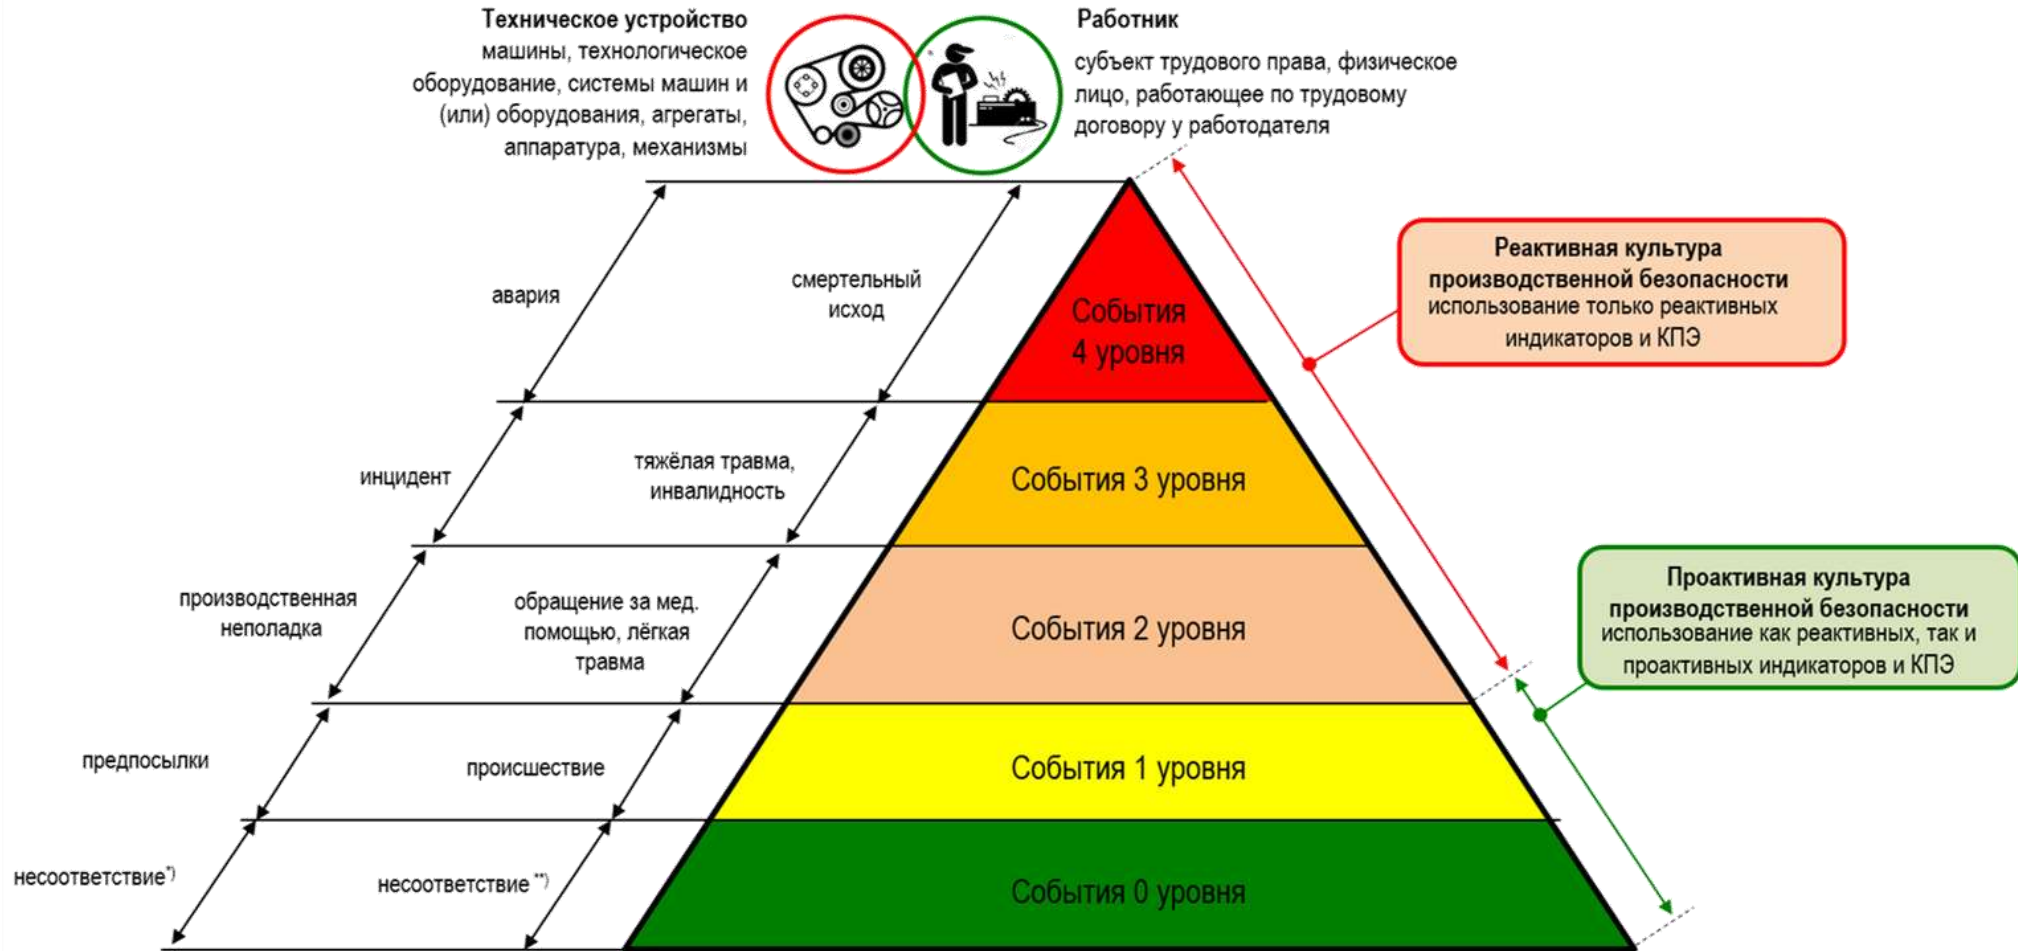 Техническое устройство
машины, технологическое
оборудование, системы машин и
(или) оборудования, агрегаты,
аппаратура, механизмы
Работник
субъект трудового права, физическое
лицо, работающее по трудовому
договору у работодателя
Реактивная культура
производственной безопасности
использование только реактивных
индикаторов и КПЭ
авария
смертельный
исход
События
4 уровня
инцидент
тяжёлая травма,
инвалидность
События 3 уровня
Проактивная культура
производственной безопасности
использование как реактивных, так и
проактивных индикаторов и КПЭ
производственная
неполадка
обращение за мед.
помощью, лёгкая
травма
События 2 уровня
предпосылки
происшествие
События 1 уровня
несоответствие*)
несоответствие **)
События 0 уровня